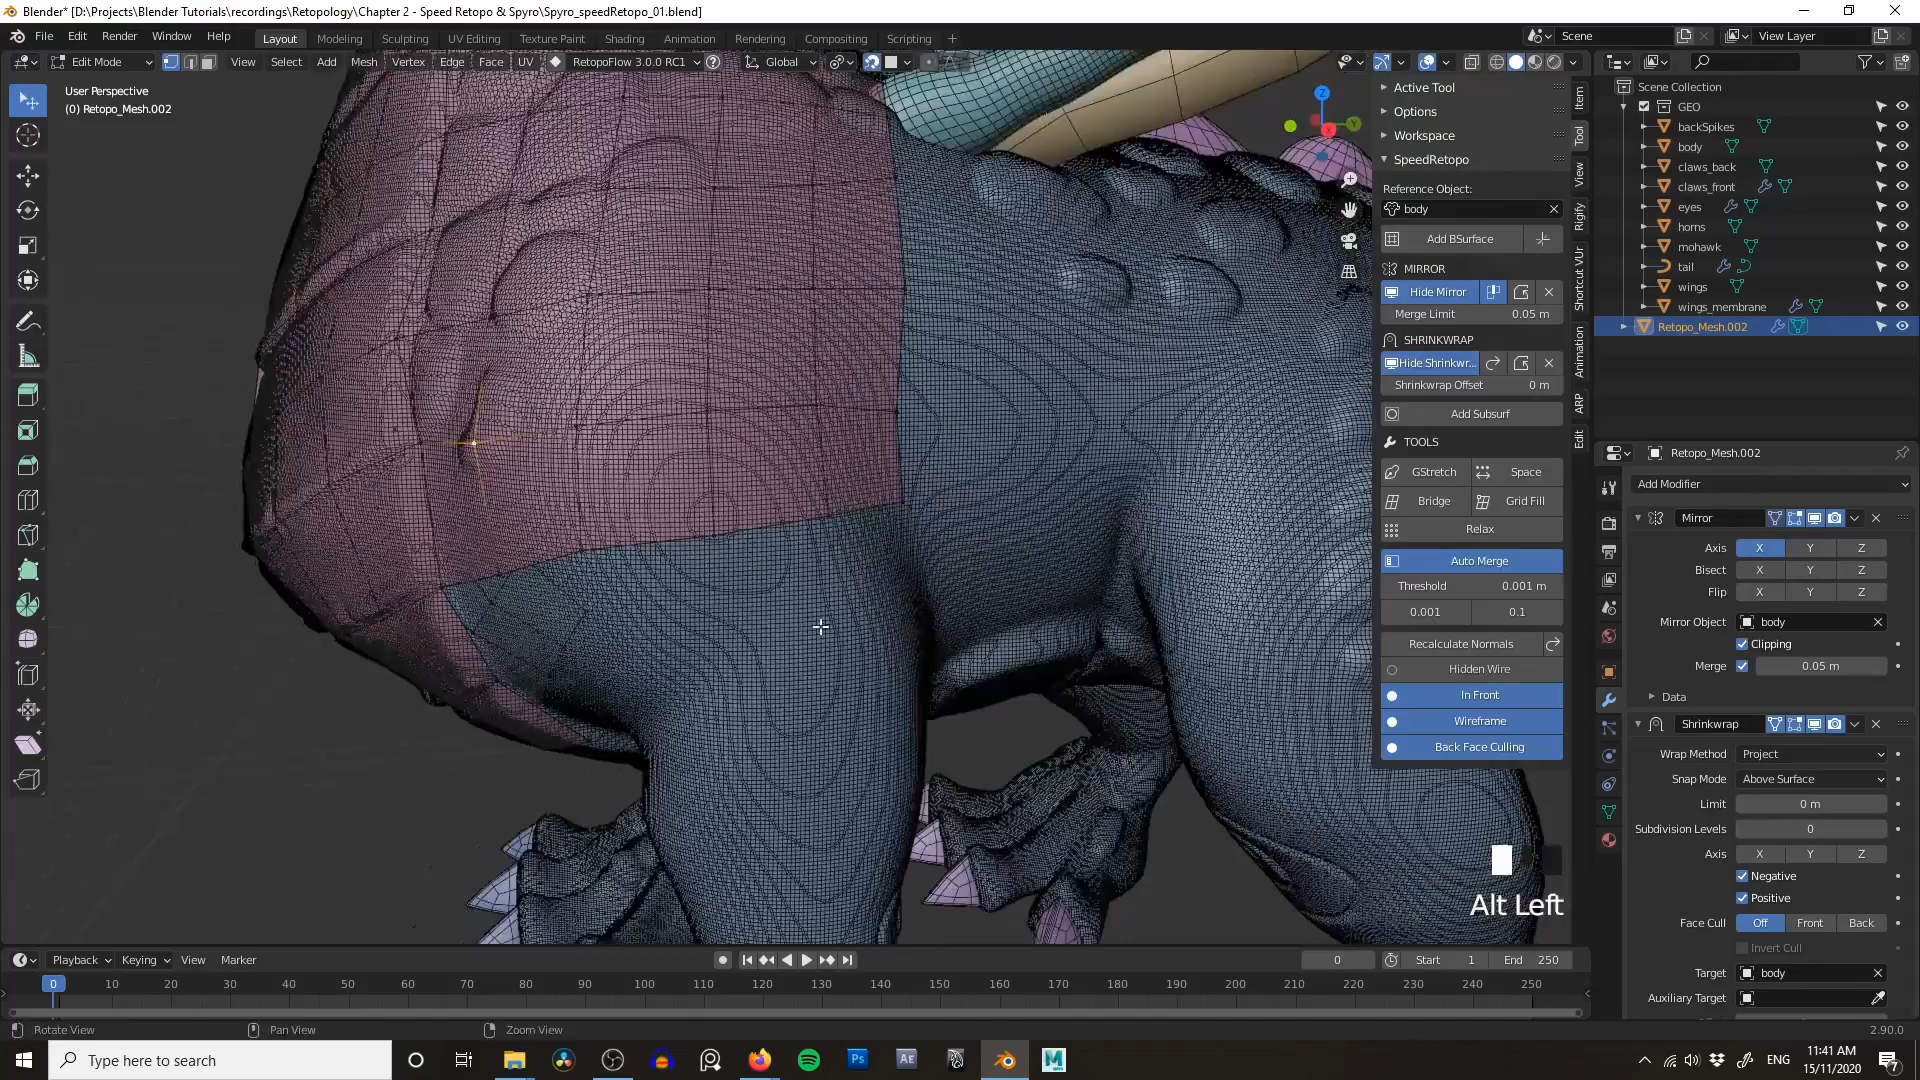 Blender* [D:\Projects\Blender Tutorials\recordings\Retopology\Chapter 2 - Speed Retopo & Spyro\Spyro_speedRetopo_01.blend]
File Edit Render Window Help Layout Modeling Sculpting UV Editing Texture Paint Shading Animation Rendering Compositing Scripting + Scene View Layer
Edit Mode View Select Add Mesh Vertex Edge Face UV RetopoFlow 3.0.0 RC1 Global
User Perspective
(0) Retopo_Mesh.002
Z
Y
X
Active Tool
Options
Workspace
SpeedRetopo
Reference Object:
body
Add BSurface
MIRROR
Hide Mirror
Merge Limit 0.05 m
SHRINKWRAP
Hide Shrinkwr...
Shrinkwrap Offset 0 m
Add Subsurf
TOOLS
GStretch Space
Bridge Grid Fill
Relax
Auto Merge
Threshold 0.001 m
0.001 0.1
Recalculate Normals
Hidden Wire
In Front
Wireframe
Back Face Culling
Item
Tool
View
Rigify
Shortcut VUr
Animation
ARP
Edit
Alt Left
Scene Collection
GEO
backSpikes
body
claws_back
claws_front
eyes
horns
mohawk
tail
wings
wings_membrane
Retopo_Mesh.002
Retopo_Mesh.002
Add Modifier
Mirror
Axis X Y Z
Bisect X Y Z
Flip X Y Z
Mirror Object body
Clipping
Merge 0.05 m
Data
Shrinkwrap
Wrap Method Project
Snap Mode Above Surface
Limit 0 m
Subdivision Levels 0
Axis X Y Z
Negative
Positive
Face Cull Off Front Back
Invert Cull
Target body
Auxiliary Target
Playback Keying View Marker 0 Start 1 End 250
0 10 20 30 40 50 60 70 80 90 100 110 120 130 140 150 160 170 180 190 200 210 220 230 240 250
Rotate View Pan View Zoom View 2.90.0
Type here to search
Ps
Ae
M
ENG
11:41 AM
15/11/2020
7